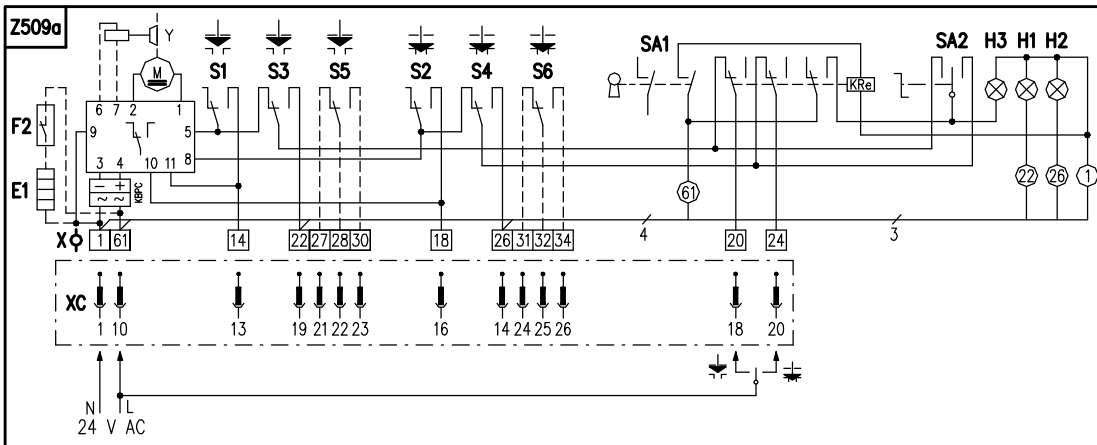 Z509a
Y
M
S1 S3 S5 S2 S4 S6
SA1 SA2 H3 H1 H2
KRe
6 7 2 1
F2 9 5
8
3 4 10 11
E1
− +
~ ~
KBPC
61 22 26 1
4 3
X 1 61 14 22 27 28 30 18 26 31 32 34 20 24
XC
1 10 13 19 21 22 23 16 14 24 25 26 18 20
N L
24 V AC